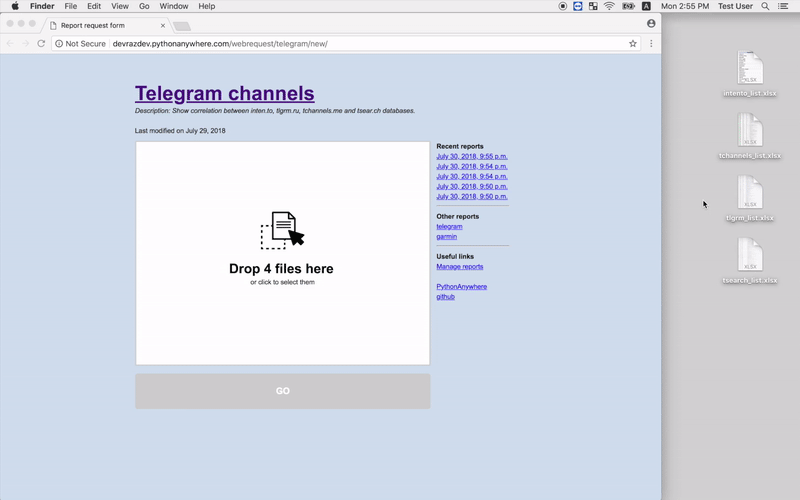 Finder File Edit View Go Window Help Mon 2:55 PM Test User
Report request form
Not Secure devrazdev.pythonanywhere.com/webrequest/telegram/new/
Telegram channels
Description: Show correlation between inten.to, tlgrm.ru, tchannels.me and tsear.ch databases.
Last modified on July 29, 2018
Drop 4 files here
or click to select them
GO
Recent reports
July 30, 2018, 9:55 p.m.
July 30, 2018, 9:54 p.m.
July 30, 2018, 9:54 p.m.
July 30, 2018, 9:50 p.m.
July 30, 2018, 9:50 p.m.
Other reports
telegram
garmin
Useful links
Manage reports
PythonAnywhere
github
XLSX
intento_list.xlsx
XLSX
tchannels_list.xlsx
XLSX
tlgrm_list.xlsx
XLSX
tsearch_list.xlsx